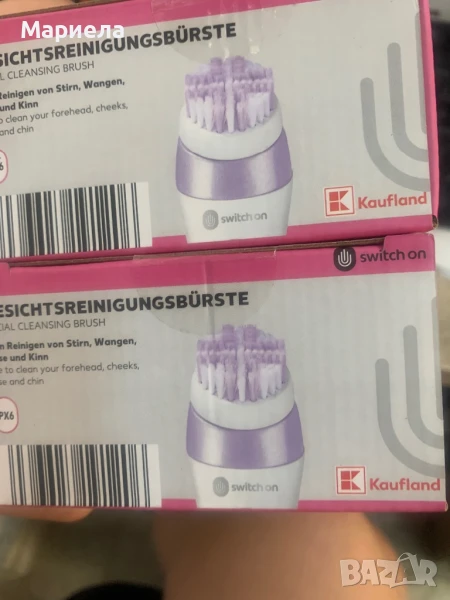 Мариела
ESICHTSREINIGUNGSBÜRSTE
CLEANSING BRUSH
Reinigen von Stirn, Wangen,
und Kinn
to clean your forehead, cheeks,
and chin
switch on
Kaufland
switch on
ESICHTSREINIGUNGSBÜRSTE
CLEANSING BRUSH
Reinigen von Stirn, Wangen,
se und Kinn
to clean your forehead, cheeks,
se and chin
PX6
switch on
Kaufland
BAZAR